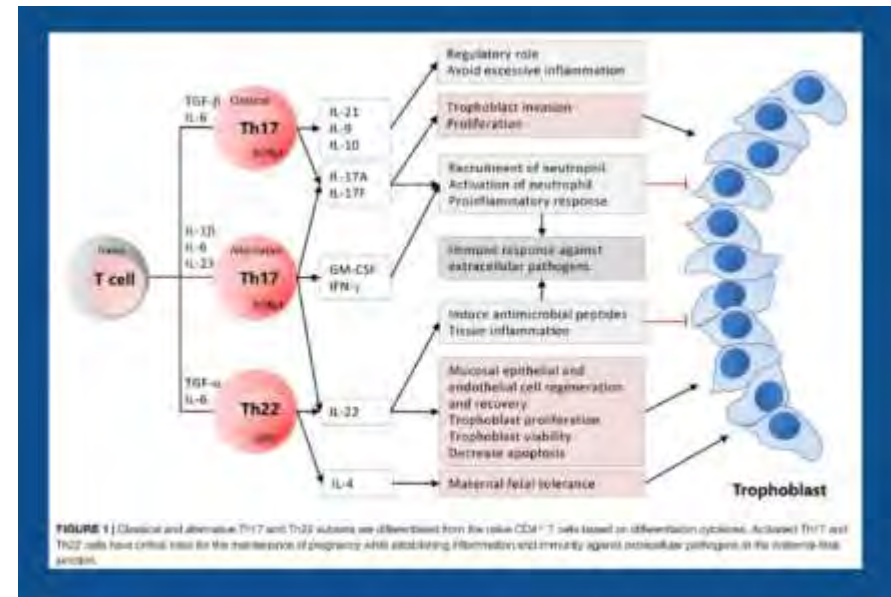 Regulatory role
Avoid excessive inflammation
TGF-β
IL-6
Classical
Th17
IL-21
IL-9
IL-10
Trophoblast invasion
Proliferation
IL-17A
IL-17F
Recruitment of neutrophil
Activation of neutrophil
Proinflammatory response
Naive
T cell
IL-1β
IL-6
IL-23
Alternative
Th17
GM-CSF
IFN-γ
Immune response against
extracellular pathogens
Induce antimicrobial peptides
Tissue inflammation
TGF-α
IL-6
Th22
IL-22
Mucosal epithelial and
endothelial cell regeneration
and recovery
Trophoblast proliferation
Trophoblast viability
Decrease apoptosis
IL-4
Maternal fetal tolerance
Trophoblast
FIGURE 1 | Classical and alternative Th17 and Th22 subsets are differentiated from the naive CD4+ T cells based on differentiation cytokines. Activated Th17 and
Th22 cells have critical roles for the maintenance of pregnancy while establishing inflammation and immunity against extracellular pathogens at the maternal-fetal
junction.